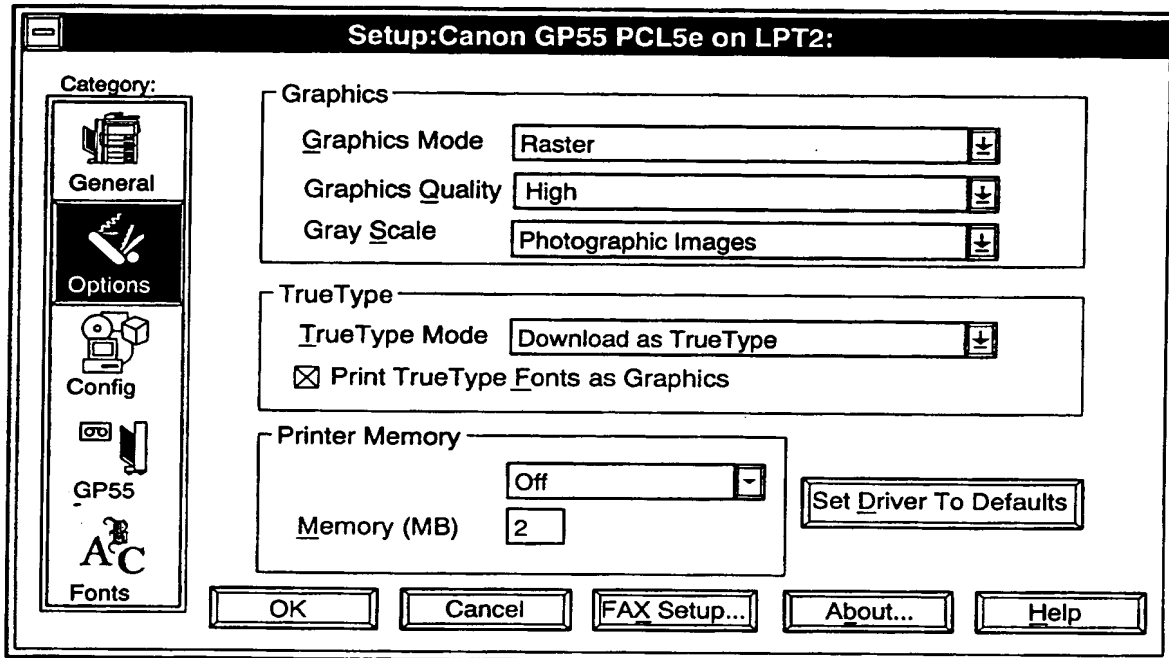 Setup:Canon GP55 PCL5e on LPT2:
Category:
General
Options
Config
GP55
ABC
Fonts
Graphics
Graphics Mode Raster
Graphics Quality High
Gray Scale Photographic Images
TrueType
TrueType Mode Download as TrueType
Print TrueType Fonts as Graphics
Printer Memory
Off
Memory (MB) 2
Set Driver To Defaults
OK Cancel FAX Setup... About... Help